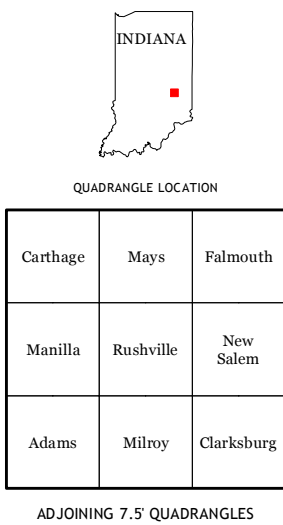 INDIANA
QUADRANGLE LOCATION
Carthage Mays Falmouth
Manilla Rushville New
Salem
Adams Milroy Clarksburg
ADJOINING 7.5' QUADRANGLES